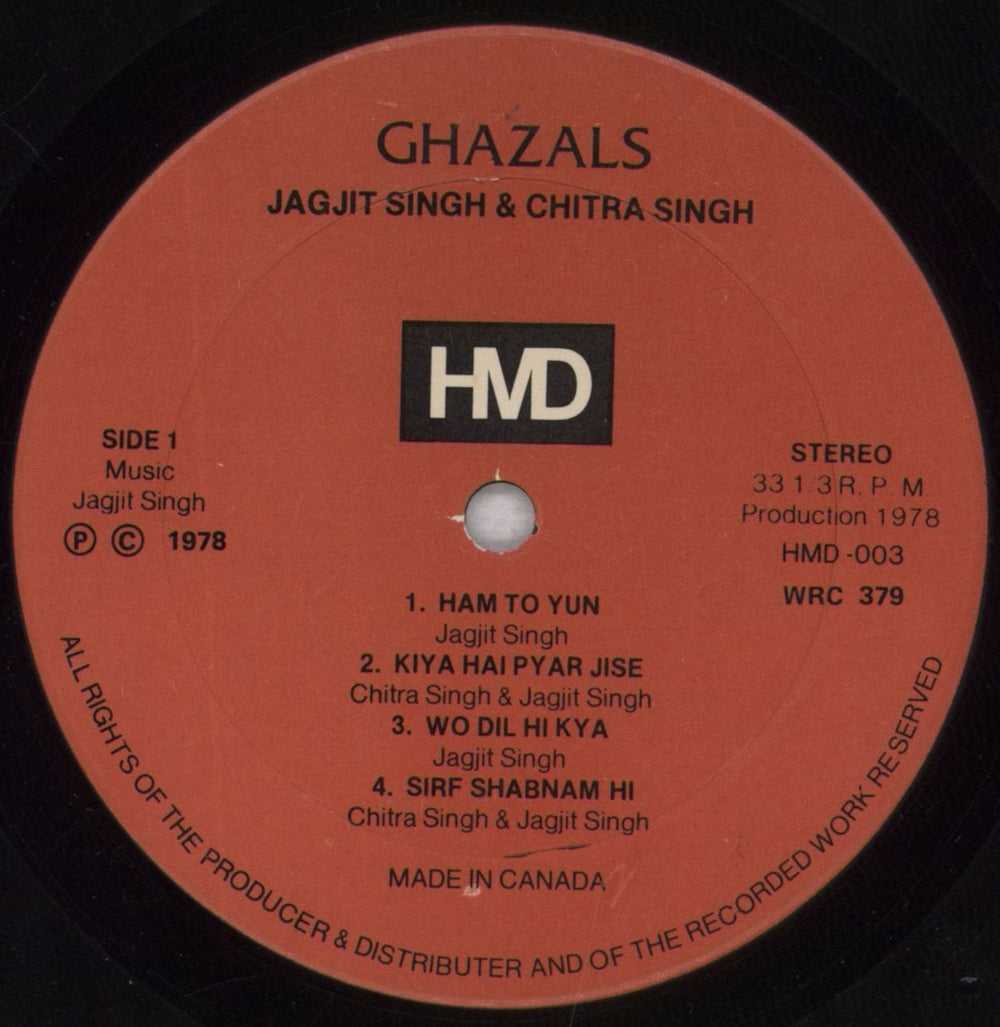 GHAZALS
JAGJIT SINGH & CHITRA SINGH
HMD
SIDE 1
Music
Jagjit Singh
Ⓟ Ⓒ 1978
STEREO
33 1 3 R. P. M.
Production 1978
HMD -003
WRC 379
1. HAM TO YUN
Jagjit Singh
2. KIYA HAI PYAR JISE
Chitra Singh & Jagjit Singh
3. WO DIL HI KYA
Jagjit Singh
4. SIRF SHABNAM HI
Chitra Singh & Jagjit Singh
MADE IN CANADA
ALL RIGHTS OF THE PRODUCER & DISTRIBUTER AND OF THE RECORDED WORK RESERVED